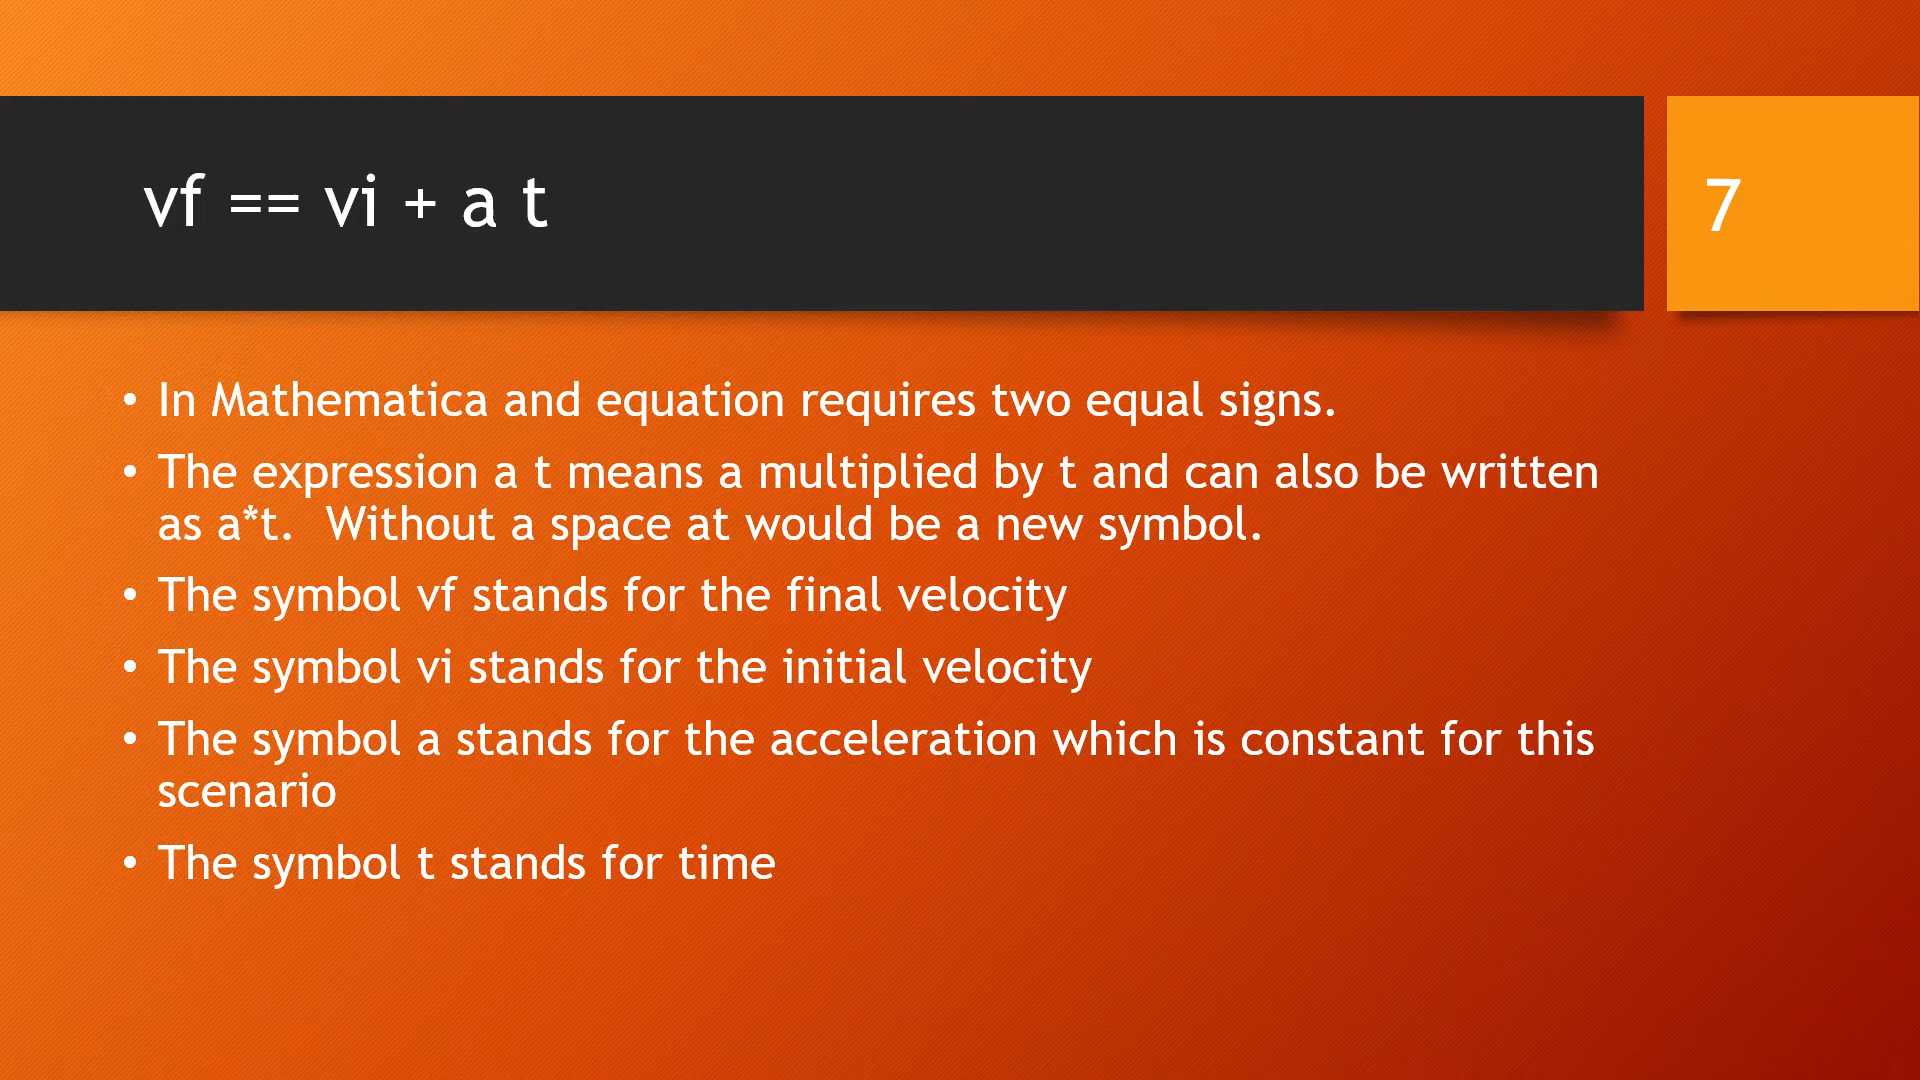 vf == vi + a t
7
• In Mathematica and equation requires two equal signs.
• The expression a t means a multiplied by t and can also be written
as a*t.  Without a space at would be a new symbol.
• The symbol vf stands for the final velocity
• The symbol vi stands for the initial velocity
• The symbol a stands for the acceleration which is constant for this
scenario
• The symbol t stands for time